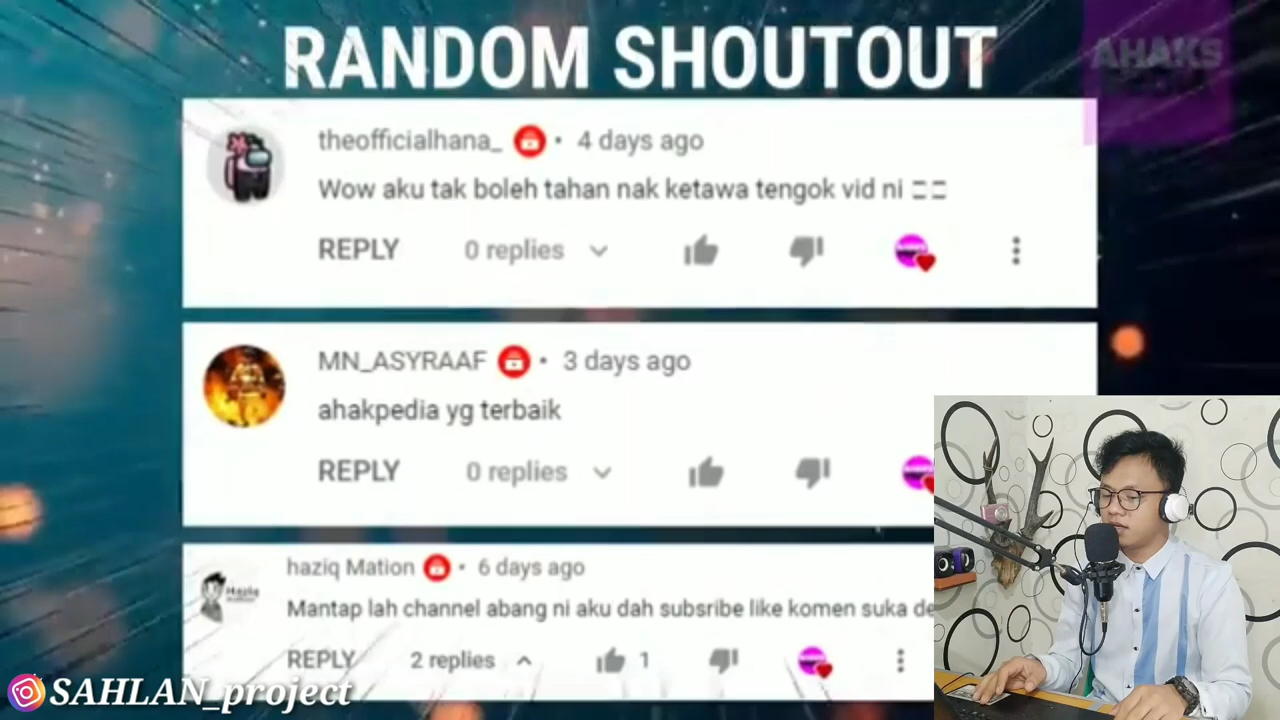 RANDOM SHOUTOUT
AHAKS
theofficialhana_ • 4 days ago
Wow aku tak boleh tahan nak ketawa tengok vid ni
REPLY 0 replies
MN_ASYRAAF • 3 days ago
ahakpedia yg terbaik
REPLY 0 replies
haziq Mation • 6 days ago
Mantap lah channel abang ni aku dah subsribe like komen suka de
REPLY 2 replies 1
SAHLAN_project